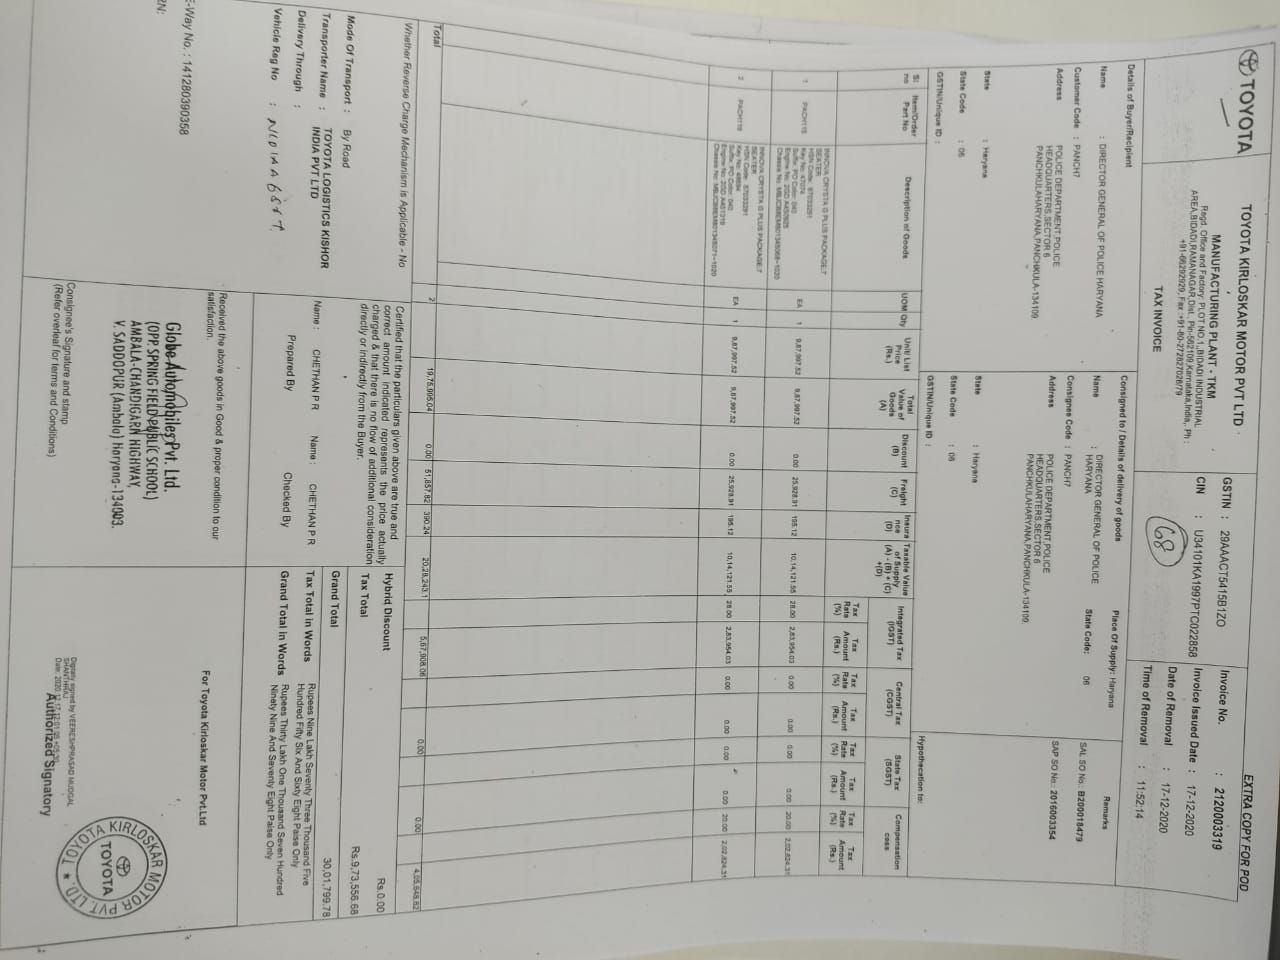 EXTRA COPY FOR POD
TOYOTA
TOYOTA KIRLOSKAR MOTOR PVT LTD
MANUFACTURING PLANT - TKM
Regd. Office and Factory: PLOT NO.1,,BIDADI INDUSTRIAL
AREA,BIDADI,RAMANAGAR,Dist., Pin-562109,Karnataka,India,. Ph :
+91-66292929, Fax :+91-80-272827028/79
TAX INVOICE
GSTIN : 29AAACT5415B1ZO
CIN : U34101KA1997PTC022858
68
Invoice No. : 2120003319
Invoice Issued Date : 17-12-2020
Date of Removal : 17-12-2020
Time of Removal : 11:52:14
Details of Buyer/Recipient
Name : DIRECTOR GENERAL OF POLICE HARYANA
Customer Code : PANCH7
Address POLICE DEPARTMENT,POLICE
HEADQUARTERS,SECTOR 6
PANCHKULAHARYANA,PANCHKULA-134109.
State : Haryana
State Code : 06
GSTIN/Unique ID :
Consigned to / Details of delivery of goods
Place Of Supply: Haryana
Name : DIRECTOR GENERAL OF POLICE
HARYANA
State Code: 06
Consignee Code : PANCH7
Address POLICE DEPARTMENT,POLICE
HEADQUARTERS,SECTOR 6
PANCHKULAHARYANA,PANCHKULA-134109.
State : Haryana
State Code : 06
GSTIN/Unique ID :
Remarks
SAL SO No.: B200018479
SAP SO No.: 2016003354
Hypothecation to:
Sl no Item/Order Part No Description of Goods UOM Qty Unit/ List Price (Rs.) Total Value of Goods (A) Discount (B) Freight (C) Insura nce (D) Taxable Value of Supply (A) - (B) + (C) +(D) Integrated Tax (IGST) Central Tax (CGST) State Tax (SGST) Compensation cess
Tax Rate (%) Tax Amount (Rs.) Tax Rate (%) Tax Amount (Rs.) Tax Rate (%) Tax Amount (Rs.) Tax Rate (%) Tax Amount (Rs.)
INNOVA CRYSTA G PLUS PACKAGE:7
SEATER
HSN Code: 87033291
Key No: 47074
Suffix: PD Color: 040
Engine No: 2GD A450925
1 PACH115 EA 1 9,87,997.52 9,87,997.52 0.00 25,928.91 195.12 10,14,121.55 28.00 2,83,954.03 0.00 0.00 0.00 0.00 20.00 2,02,824.31
INNOVA CRYSTA G PLUS PACKAGE:7
SEATER
HSN Code: 87033291
Key No: 48694
Suffix: PD Color: 040
Engine No: 2GD A451318
2 PACH119 EA 1 9,87,997.52 9,87,997.52 0.00 25,928.91 195.12 10,14,121.55 28.00 2,83,954.03 0.00 0.00 0.00 0.00 20.00 2,02,824.31
Total 2 19,75,995.04 0.00 51,857.82 390.24 20,28,243.1 5,67,908.06 0.00 0.00 4,05,648.62
Whether Reverse Charge Mechanism is Applicable - No
Mode Of Transport : By Road
Transporter Name : TOYOTA LOGISTICS KISHOR
INDIA PVT LTD
Delivery Through :
Vehicle Reg No :
Certified that the particulars given above are true and
correct amount indicated represents the price actually
charged & that there is no flow of additional consideration
directly or indirectly from the Buyer.
Name : CHETHAN P R Name : CHETHAN P R
Prepared By Checked By
Hybrid Discount Rs.0.00
Tax Total Rs.9,73,556.68
Grand Total 30,01,799.78
Tax Total in Words Rupees Nine Lakh Seventy Three Thousand Five
Hundred Fifty Six And Sixty Eight Paise Only
Grand Total in Words Rupees Thirty Lakh One Thousand Seven Hundred
Ninety Nine And Seventy Eight Paise Only
E-Way No. : 141280390358
RN:
Received the above goods in Good & proper condition to our
satisfaction.
Globe Automobiles Pvt. Ltd.
(OPP. SPRING FIELD PUBLIC SCHOOL)
AMBALA-CHANDIGARH HIGHWAY,
V. SADDOPUR (Ambala) Haryana-134003.
Consignee's Signature and stamp
(Refer overleaf for terms and Conditions)
For Toyota Kirloskar Motor Pvt.Ltd
TOYOTA KIRLOSKAR MOTOR PVT. LTD.
TOYOTA
Digitally signed by VEERESHPRASAD MUDGAL
SHANTHRAJ
Date: 2020.12.17 12:01:05 +05:30
Authorized Signatory